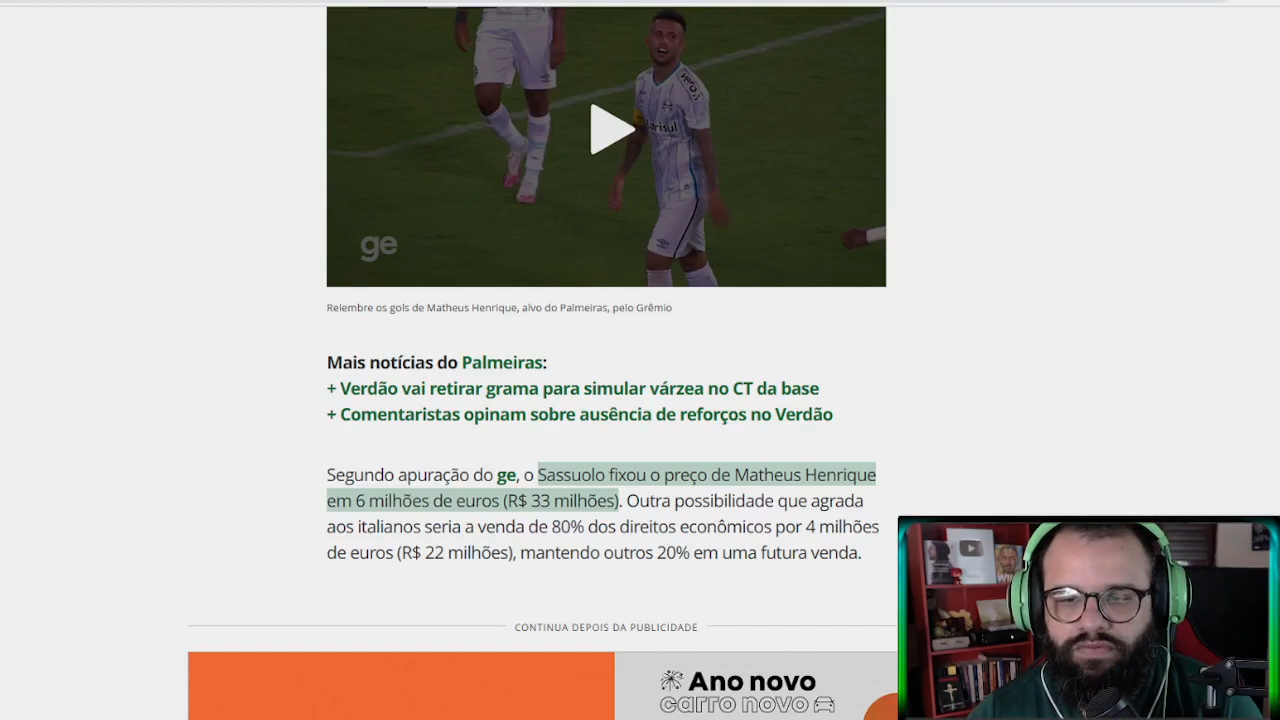 vero
arisul
ge
Relembre os gols de Matheus Henrique, alvo do Palmeiras, pelo Grêmio
Mais notícias do Palmeiras:
+ Verdão vai retirar grama para simular várzea no CT da base
+ Comentaristas opinam sobre ausência de reforços no Verdão
Segundo apuração do ge, o Sassuolo fixou o preço de Matheus Henrique
em 6 milhões de euros (R$ 33 milhões). Outra possibilidade que agrada
aos italianos seria a venda de 80% dos direitos econômicos por 4 milhões
de euros (R$ 22 milhões), mantendo outros 20% em uma futura venda.
CONTINUA DEPOIS DA PUBLICIDADE
Ano novo
carro novo